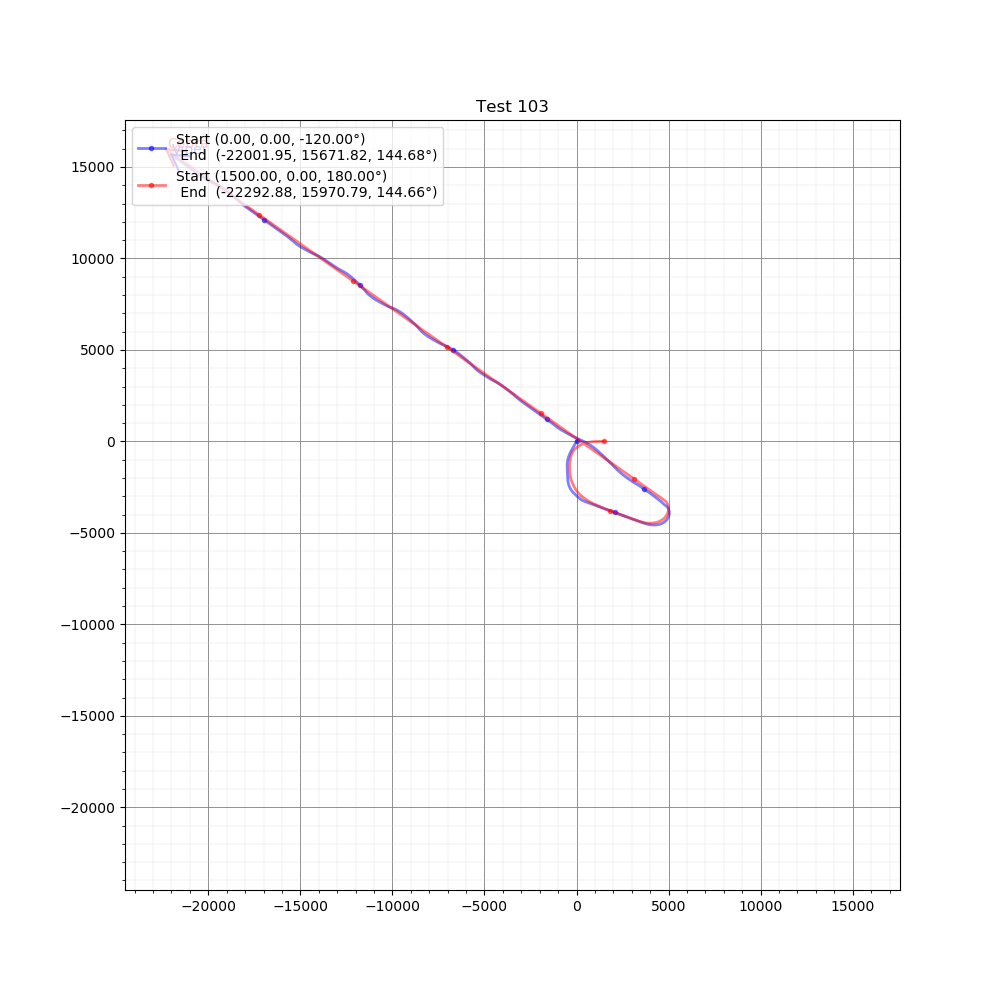 Test 103
Start (0.00, 0.00, -120.00°)
End (-22001.95, 15671.82, 144.68°)
Start (1500.00, 0.00, 180.00°)
End (-22292.88, 15970.79, 144.66°)
15000
10000
5000
0
−5000
−10000
−15000
−20000
−20000 −15000 −10000 −5000 0 5000 10000 15000